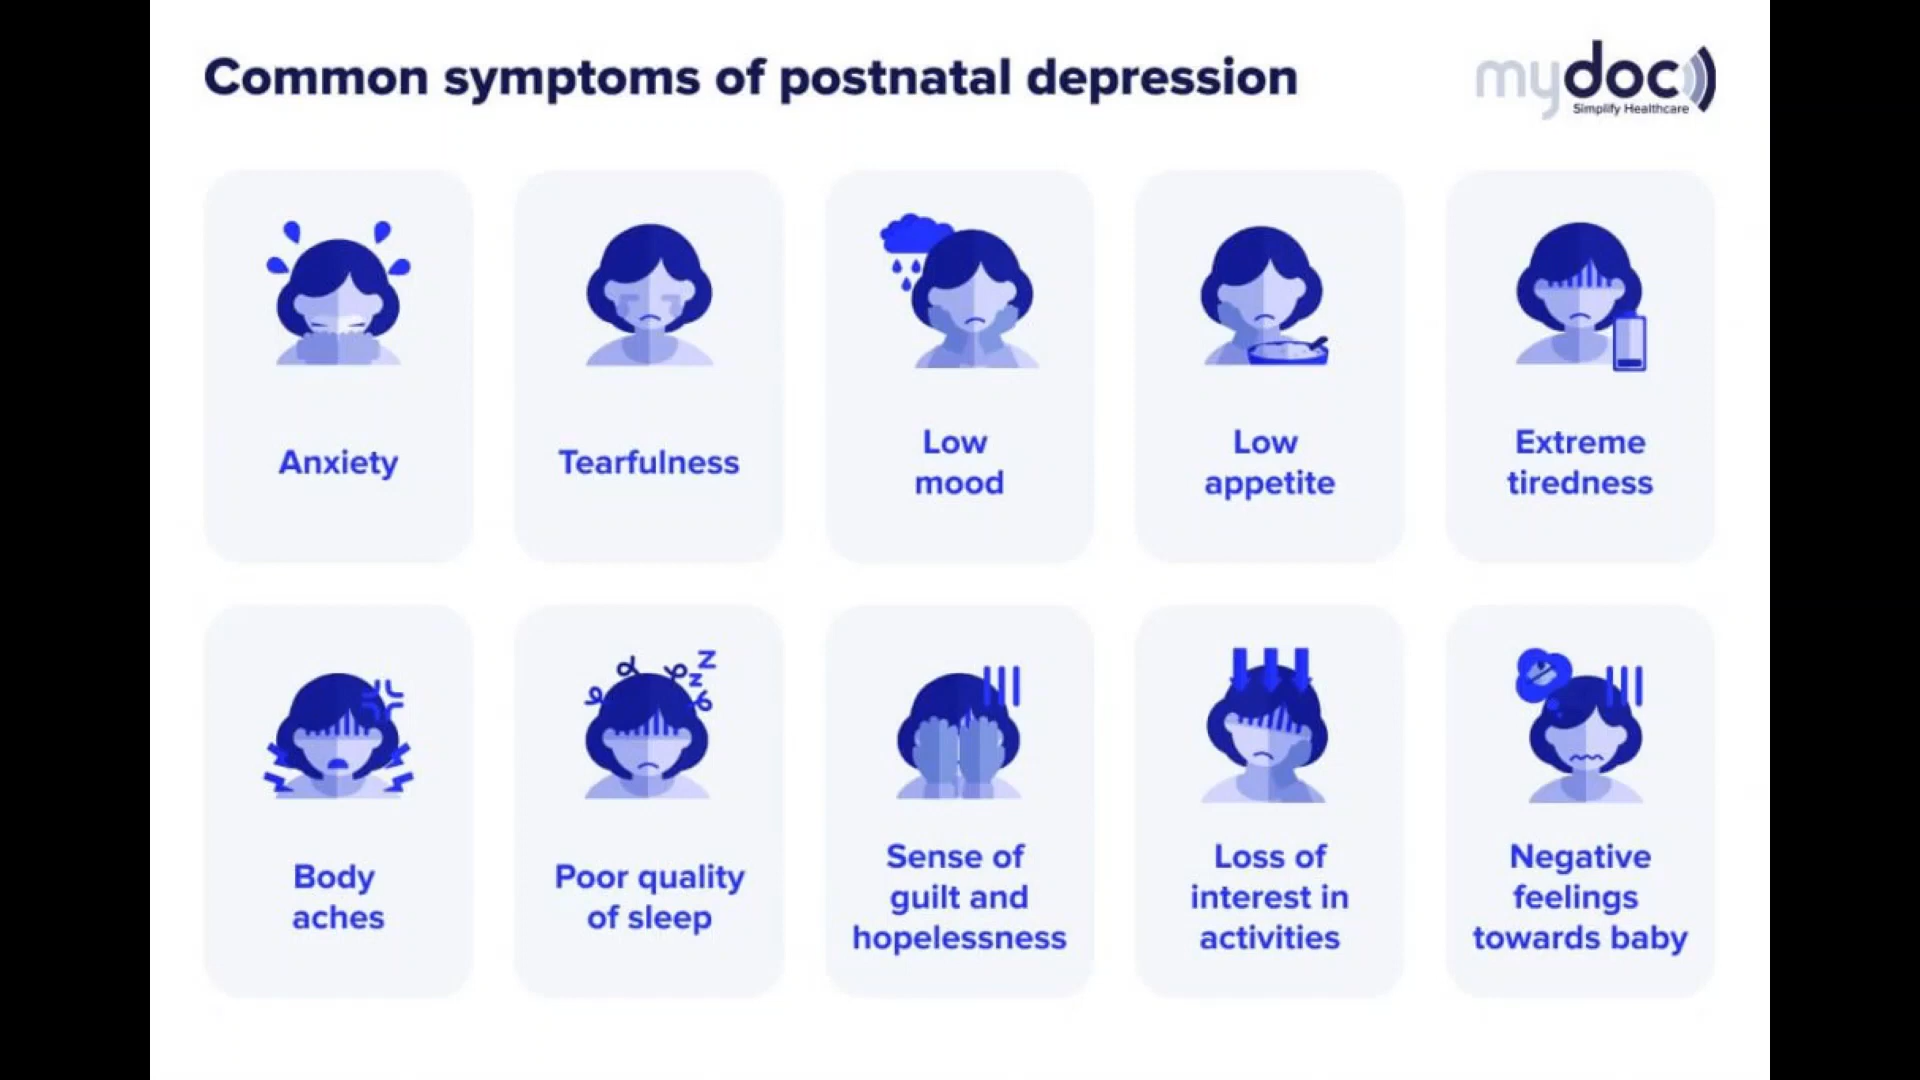 Common symptoms of postnatal depression
mydoc
Simplify Healthcare
Anxiety
Tearfulness
Low
mood
Low
appetite
Extreme
tiredness
z
z
Body
aches
Poor quality
of sleep
Sense of
guilt and
hopelessness
Loss of
interest in
activities
Negative
feelings
towards baby